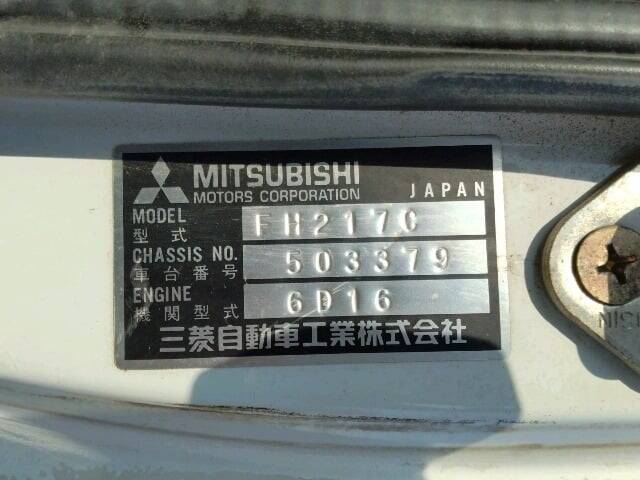 MITSUBISHI
MOTORS CORPORATION JAPAN
MODEL FH217C
型式
CHASSIS NO. 503379
車台番号
ENGINE 6D16
機関型式
三菱自動車工業株式会社